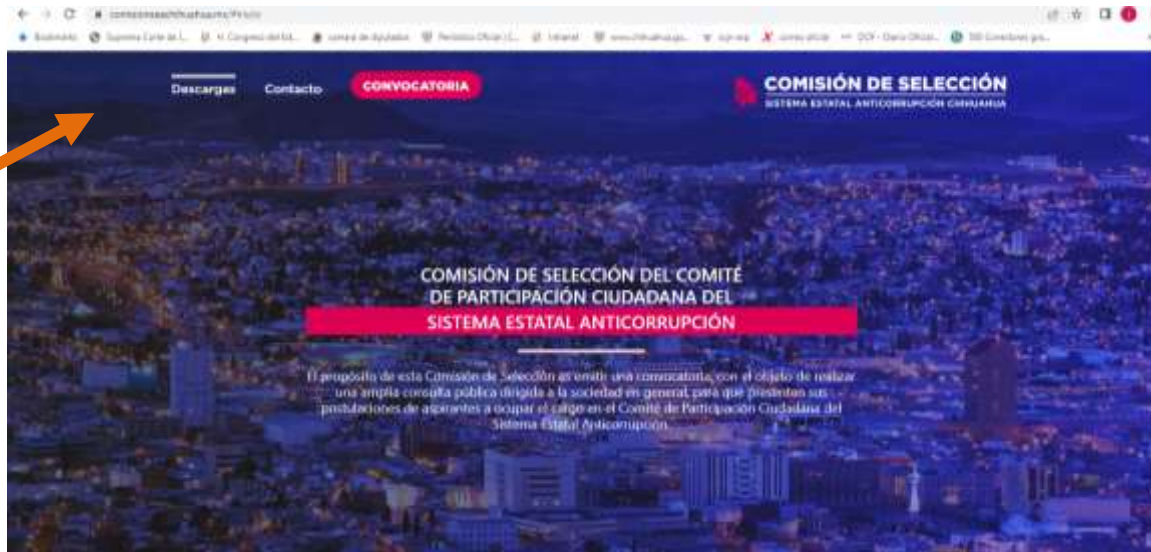 Descargas Contacto CONVOCATORIA
COMISIÓN DE SELECCIÓN
SISTEMA ESTATAL ANTICORRUPCIÓN CHIHUAHUA
COMISIÓN DE SELECCIÓN DEL COMITÉ
DE PARTICIPACIÓN CIUDADANA DEL
SISTEMA ESTATAL ANTICORRUPCIÓN
El propósito de esta Comisión de Selección es emitir una convocatoria, con el objeto de realizar
una amplia consulta pública dirigida a la sociedad en general, para que presenten sus
postulaciones de aspirantes a ocupar el cargo en el Comité de Participación Ciudadana del
Sistema Estatal Anticorrupción.